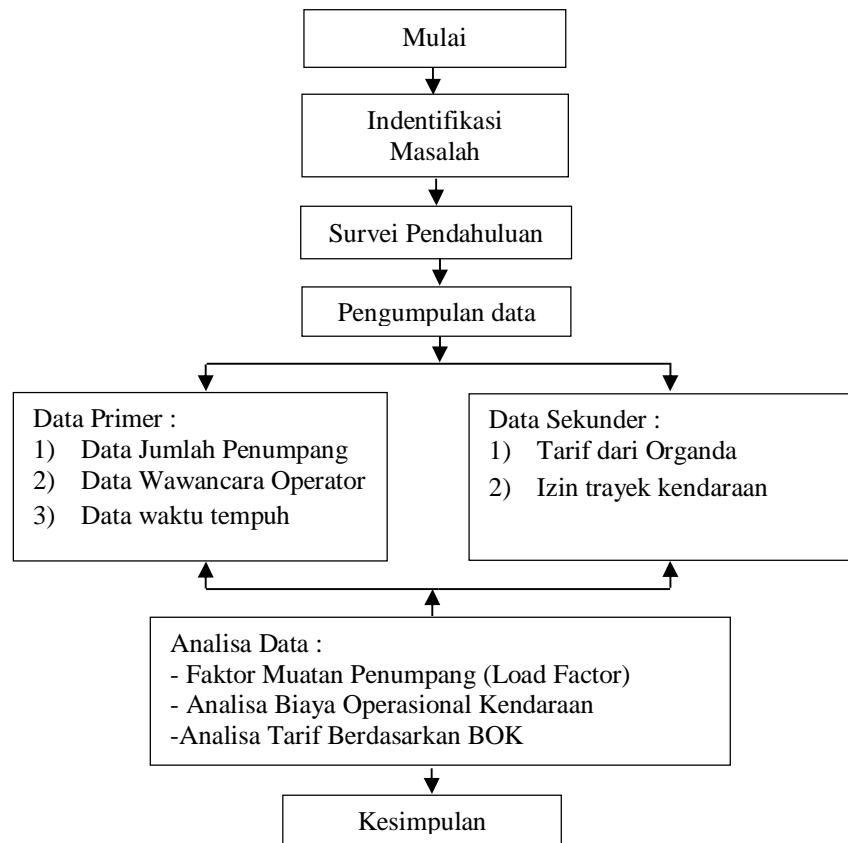 Mulai
Indentifikasi
Masalah
Survei Pendahuluan
Pengumpulan data
Data Primer :
1) Data Jumlah Penumpang
2) Data Wawancara Operator
3) Data waktu tempuh
Data Sekunder :
1) Tarif dari Organda
2) Izin trayek kendaraan
Analisa Data :
- Faktor Muatan Penumpang (Load Factor)
- Analisa Biaya Operasional Kendaraan
-Analisa Tarif Berdasarkan BOK
Kesimpulan